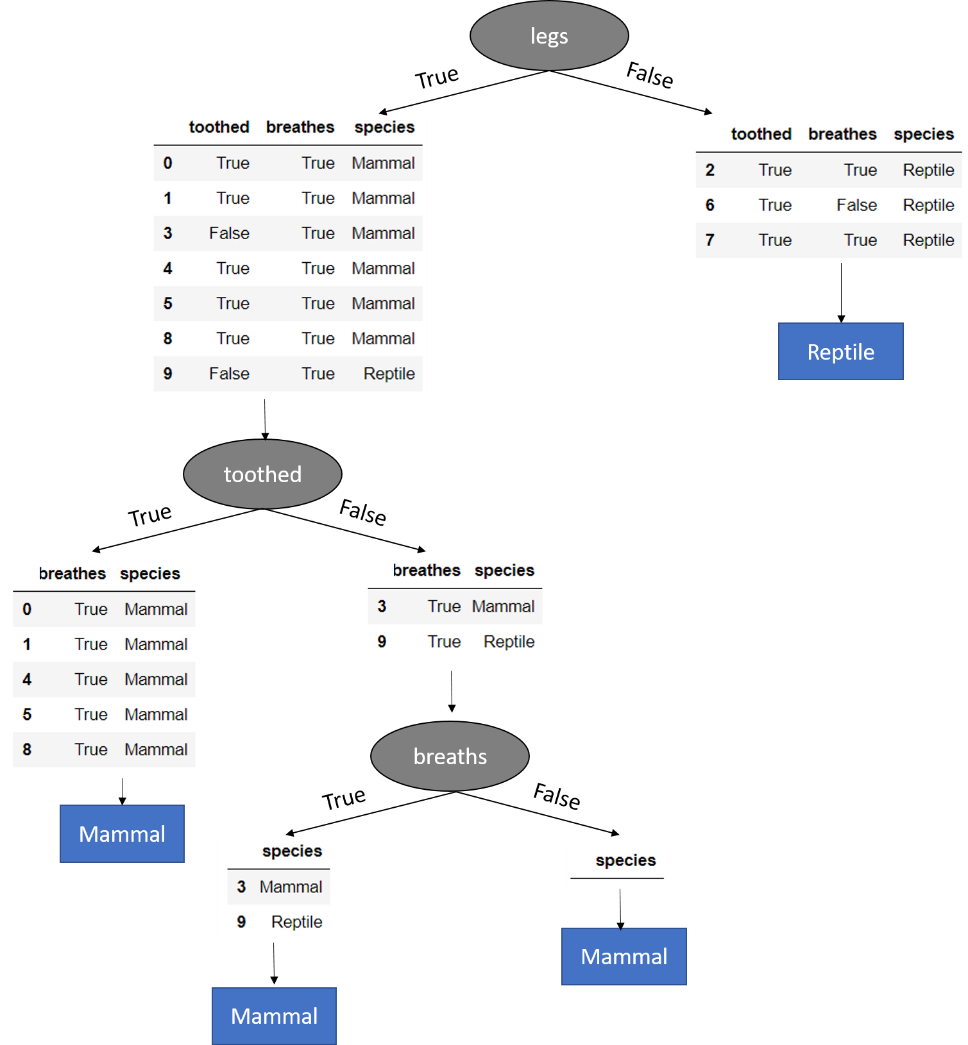 legs
True False
toothed breathes species
0 True True Mammal
1 True True Mammal
3 False True Mammal
4 True True Mammal
5 True True Mammal
8 True True Mammal
9 False True Reptile
toothed breathes species
2 True True Reptile
6 True False Reptile
7 True True Reptile
Reptile
toothed
True False
breathes species
0 True Mammal
1 True Mammal
4 True Mammal
5 True Mammal
8 True Mammal
Mammal
breathes species
3 True Mammal
9 True Reptile
breaths
True False
species
3 Mammal
9 Reptile
Mammal
species
Mammal